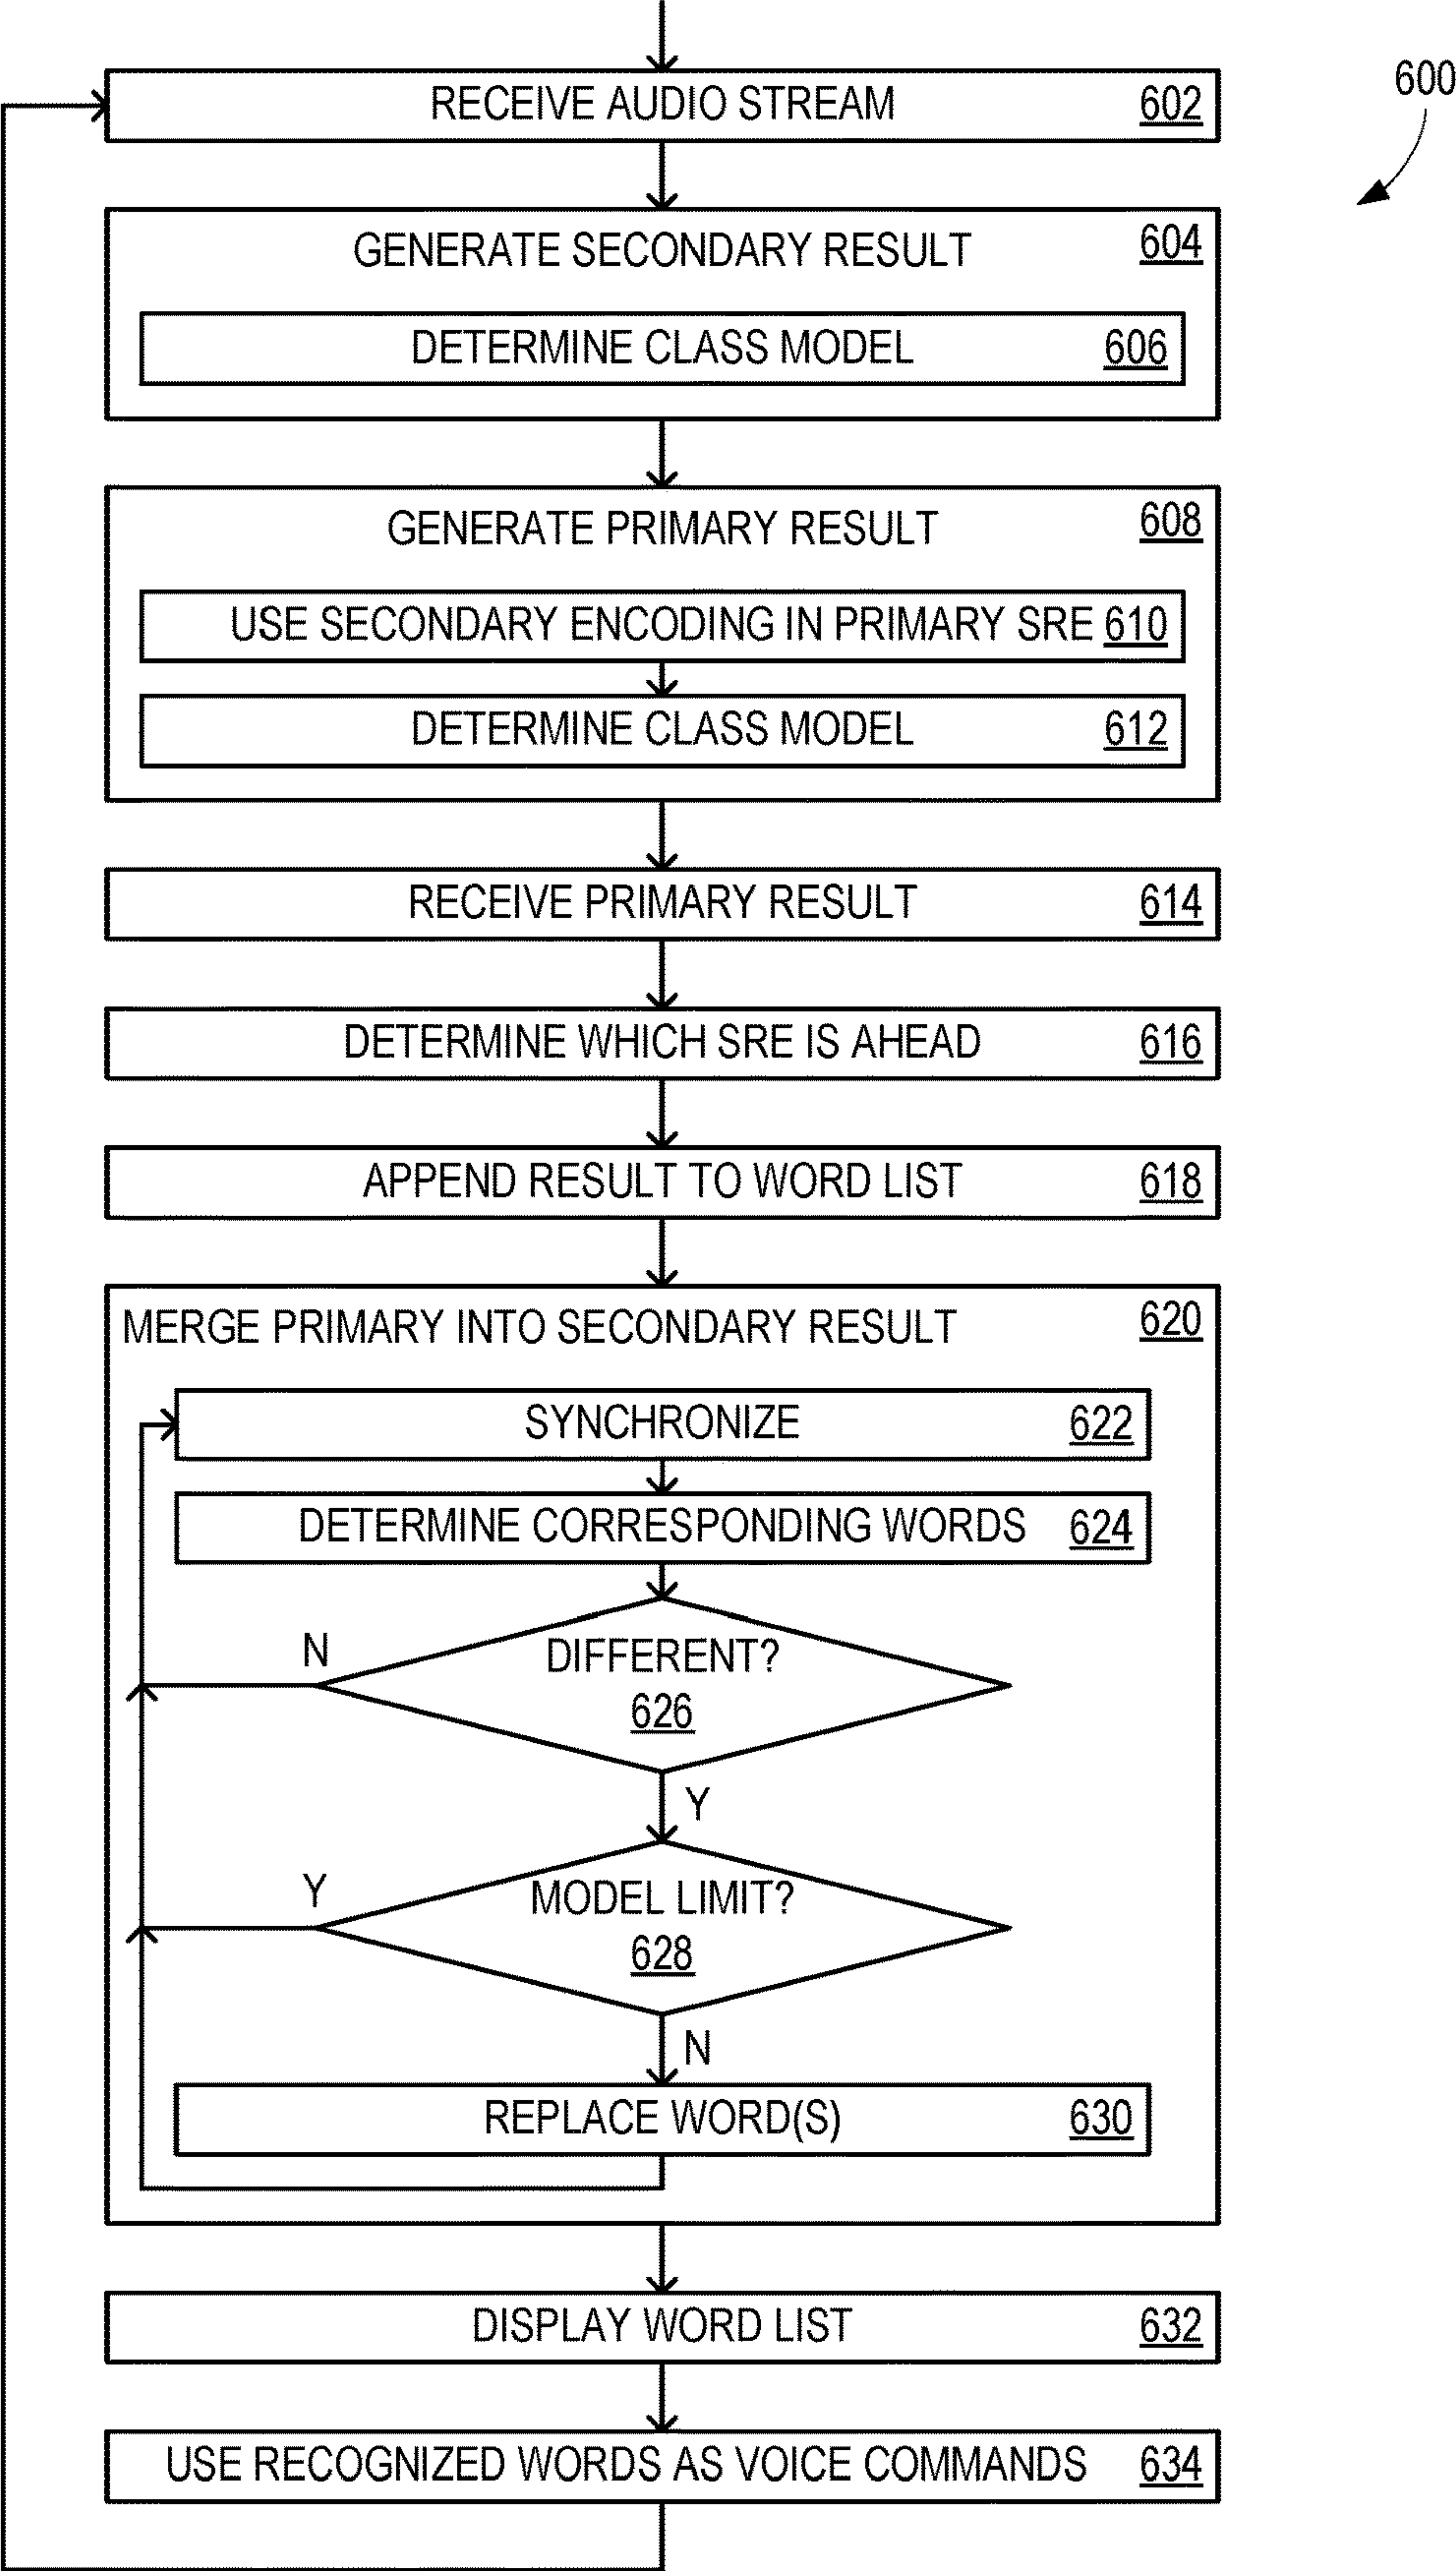 600
RECEIVE AUDIO STREAM 602
GENERATE SECONDARY RESULT 604
DETERMINE CLASS MODEL 606
GENERATE PRIMARY RESULT 608
USE SECONDARY ENCODING IN PRIMARY SRE 610
DETERMINE CLASS MODEL 612
RECEIVE PRIMARY RESULT 614
DETERMINE WHICH SRE IS AHEAD 616
APPEND RESULT TO WORD LIST 618
MERGE PRIMARY INTO SECONDARY RESULT 620
SYNCHRONIZE 622
DETERMINE CORRESPONDING WORDS 624
N
DIFFERENT?
626
Y
Y
MODEL LIMIT?
628
N
REPLACE WORD(S) 630
DISPLAY WORD LIST 632
USE RECOGNIZED WORDS AS VOICE COMMANDS 634